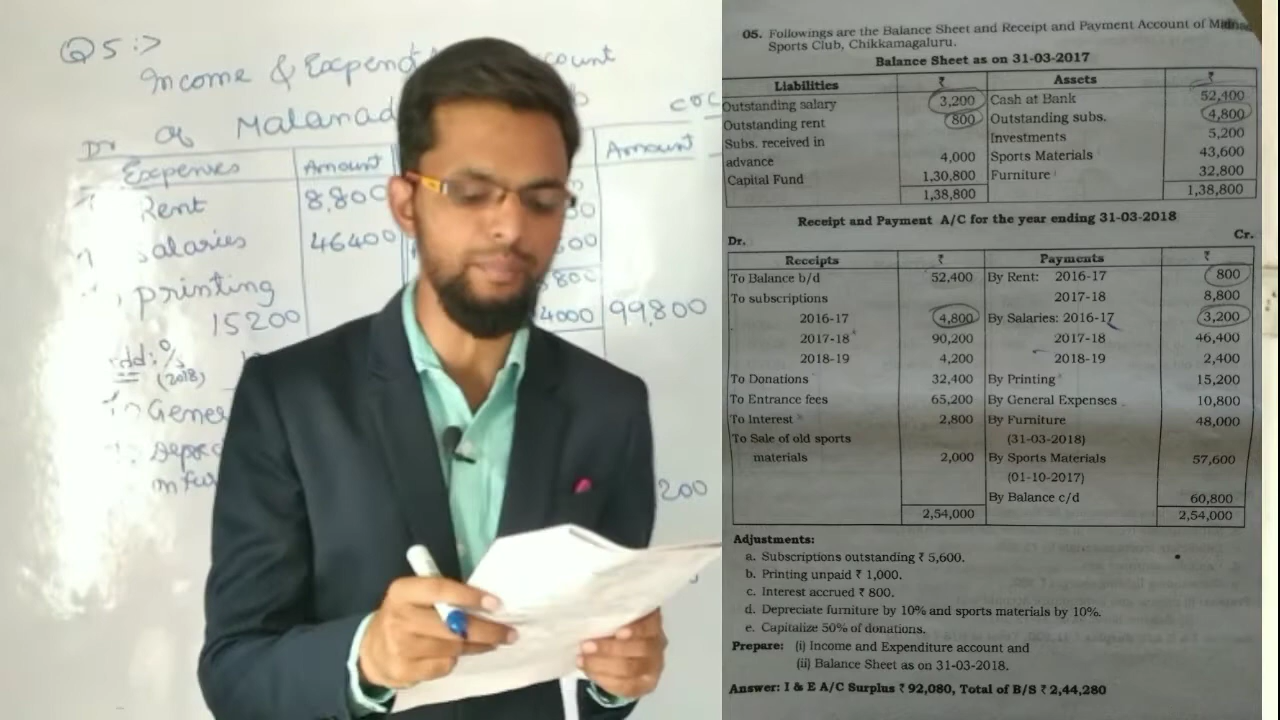 Q5:>
Income & Expend
ount
of Malanad
Dr
Expenses Amount Amount
Rent 8,800
Salaries 46400
printing
15200
4000 99,800
(2018)
Gener
200
05. Followings are the Balance Sheet and Receipt and Payment Account of
Sports Club, Chikkamagaluru.
Balance Sheet as on 31-03-2017
Liabilities ₹ Assets ₹
Outstanding salary 3,200 Cash at Bank 52,400
Outstanding rent 800 Outstanding subs. 4,800
Subs. received in Investments 5,200
advance 4,000 Sports Materials 43,600
Capital Fund 1,30,800 Furniture 32,800
1,38,800 1,38,800
Receipt and Payment A/C for the year ending 31-03-2018
Dr. Cr.
Receipts ₹ Payments ₹
To Balance b/d 52,400 By Rent: 2016-17 800
To subscriptions 2017-18 8,800
2016-17 4,800 By Salaries: 2016-17 3,200
2017-18 90,200 2017-18 46,400
2018-19 4,200 2018-19 2,400
To Donations 32,400 By Printing 15,200
To Entrance fees 65,200 By General Expenses 10,800
To Interest 2,800 By Furniture 48,000
To Sale of old sports (31-03-2018)
materials 2,000 By Sports Materials 57,600
(01-10-2017)
By Balance c/d 60,800
2,54,000 2,54,000
Adjustments:
a. Subscriptions outstanding ₹ 5,600.
b. Printing unpaid ₹ 1,000.
c. Interest accrued ₹ 800.
d. Depreciate furniture by 10% and sports materials by 10%.
e. Capitalize 50% of donations.
Prepare: (i) Income and Expenditure account and
(ii) Balance Sheet as on 31-03-2018.
Answer: I & E A/C Surplus ₹ 92,080, Total of B/S ₹ 2,44,280